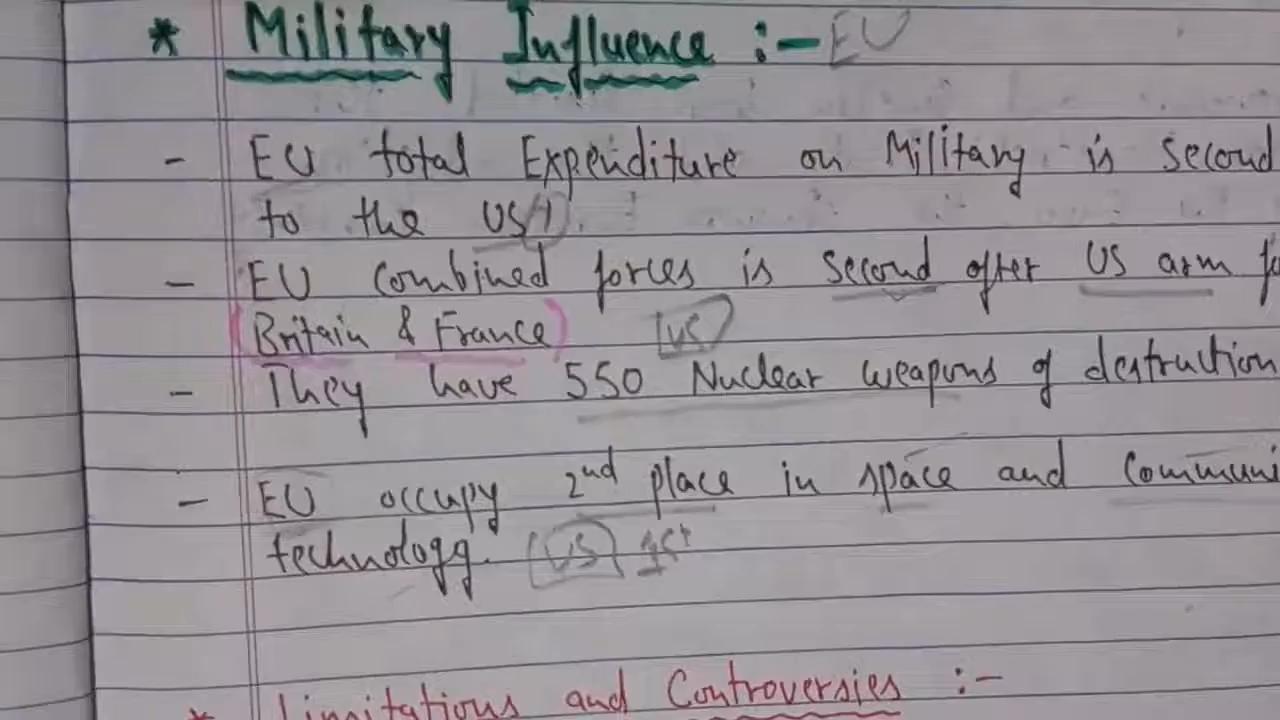 * Military Influence :- EU
- EU total Expenditure on Military is second
to the US.
- EU combined forces is second after US arm
(Britain & France) US
- They have 550 Nuclear weapons of destruction
- EU occupy 2nd place in space and Communi
technologg. (US) 1st
* Limitations and Controversies :-